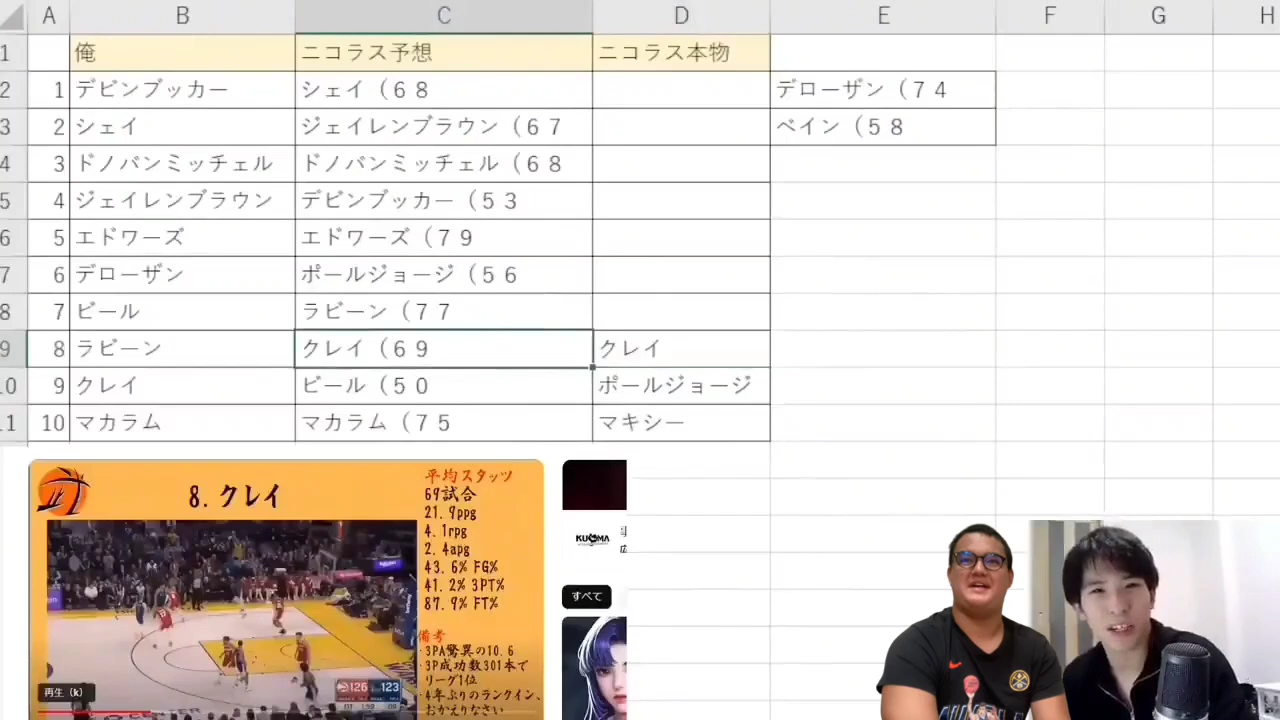 A B C D E F G H
1 俺 ニコラス予想 ニコラス本物
2 1 デビンブッカー シェイ（６８ デローザン（７４
3 2 シェイ ジェイレンブラウン（６７ ベイン（５８
4 3 ドノバンミッチェル ドノバンミッチェル（６８
5 4 ジェイレンブラウン デビンブッカー（５３
6 5 エドワーズ エドワーズ（７９
7 6 デローザン ポールジョージ（５６
8 7 ビール ラビーン（７７
9 8 ラビーン クレイ（６９ クレイ
10 9 クレイ ビール（５０ ポールジョージ
11 10 マカラム マカラム（７５ マキシー
8. クレイ
平均スタッツ
69試合
21.9ppg
4.1rpg
2.4apg
43.6% FG%
41.2% 3PT%
87.9% FT%
備考
・3PA驚異の10.6
・3P成功数301本で
リーグ1位
・4年ぶりのランクイン、
おかえりなさい
再生（k）
126 123
KUSMA
すべて